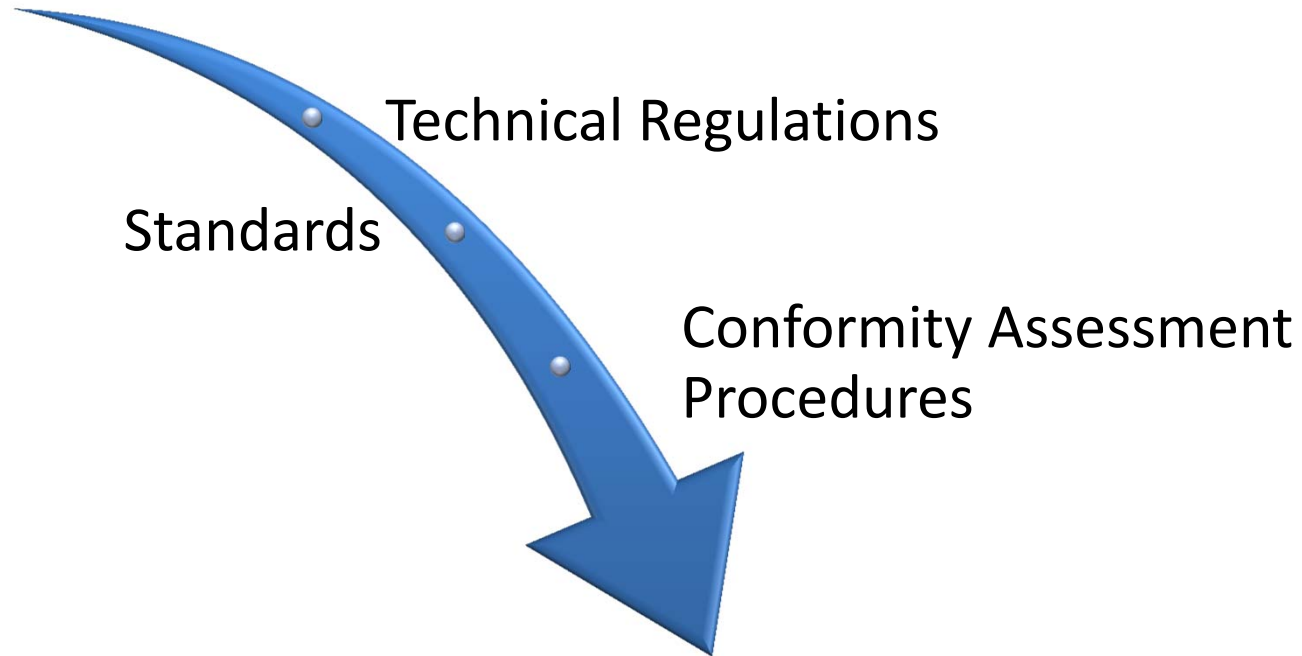 Technical Regulations
Standards
Conformity Assessment
Procedures